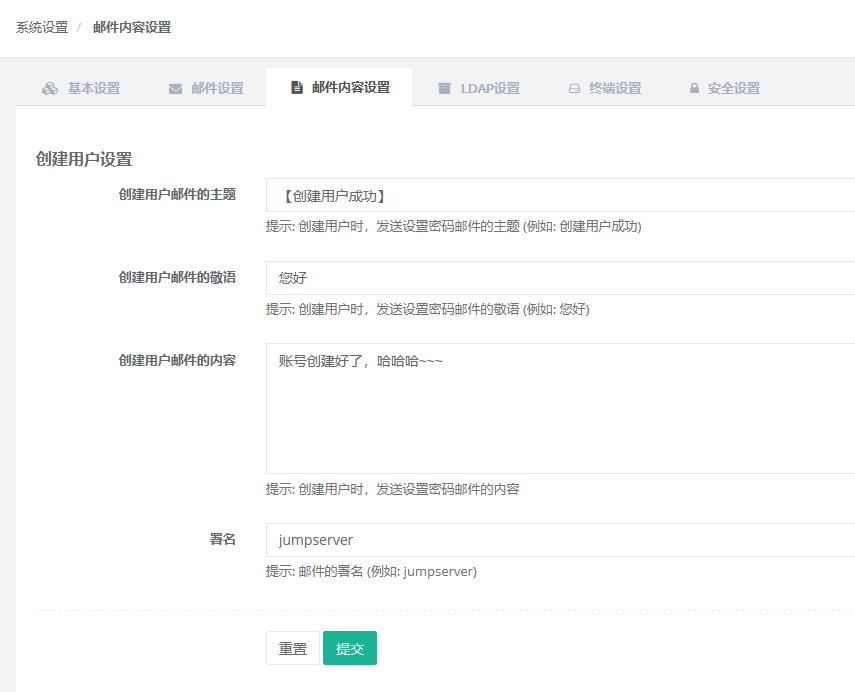 系统设置 / 邮件内容设置
基本设置 邮件设置 邮件内容设置 LDAP设置 终端设置 安全设置
创建用户设置
创建用户邮件的主题 【创建用户成功】
提示: 创建用户时，发送设置密码邮件的主题 (例如: 创建用户成功)
创建用户邮件的敬语 您好
提示: 创建用户时，发送设置密码邮件的敬语 (例如: 您好)
创建用户邮件的内容 账号创建好了，哈哈哈~~~
提示: 创建用户时，发送设置密码邮件的内容
署名 jumpserver
提示: 邮件的署名 (例如: jumpserver)
重置 提交